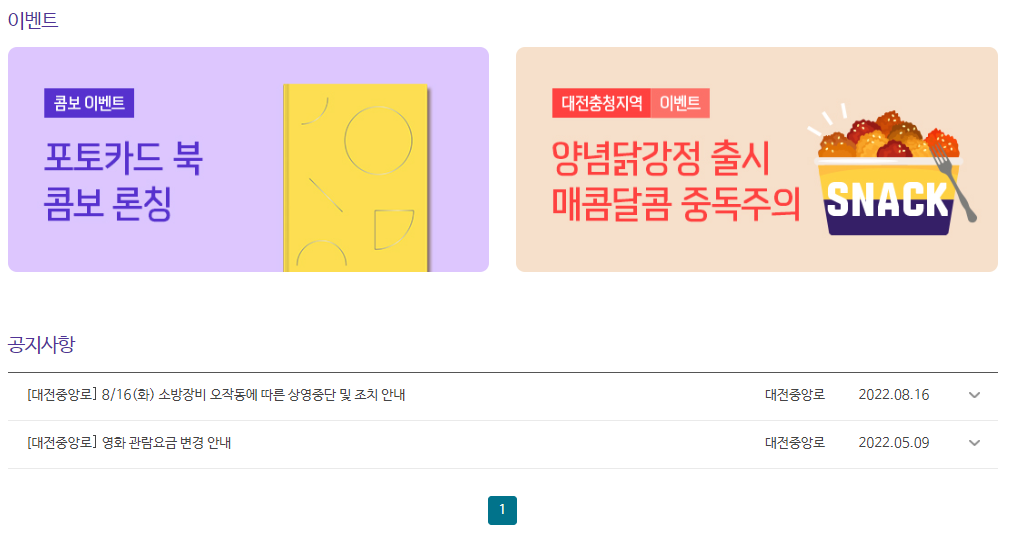 이벤트
콤보 이벤트
포토카드 북
콤보 론칭
대전충청지역 이벤트
양념닭강정 출시
매콤달콤 중독주의
SNACK
공지사항
[대전중앙로] 8/16(화) 소방장비 오작동에 따른 상영중단 및 조치 안내 대전중앙로 2022.08.16
[대전중앙로] 영화 관람요금 변경 안내 대전중앙로 2022.05.09
1